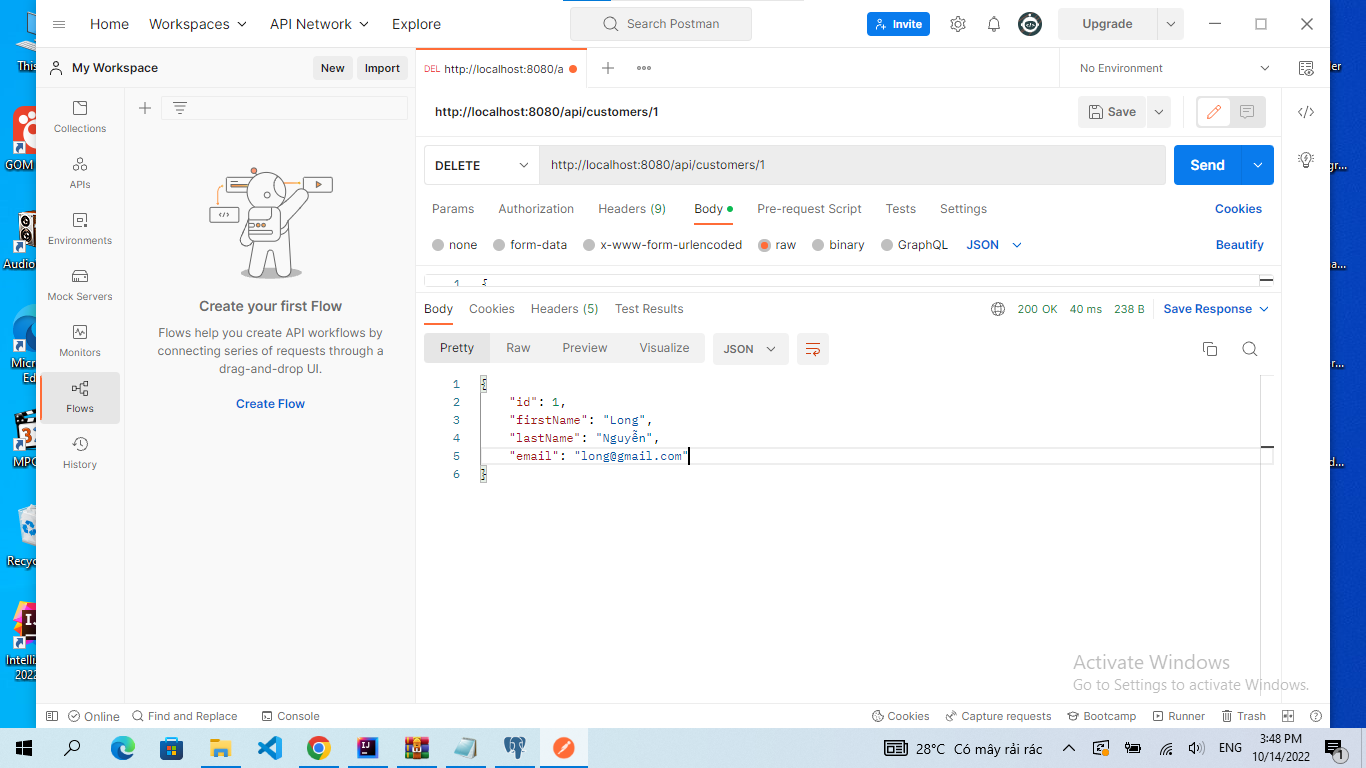 Home Workspaces API Network Explore Search Postman Invite Upgrade
My Workspace New Import DEL http://localhost:8080/a No Environment
Collections
APIs
Environments
Mock Servers
Monitors
Flows
History
Create your first Flow
Flows help you create API workflows by
connecting series of requests through a
drag-and-drop UI.
Create Flow
http://localhost:8080/api/customers/1 Save
DELETE http://localhost:8080/api/customers/1 Send
Params Authorization Headers (9) Body Pre-request Script Tests Settings Cookies
none form-data x-www-form-urlencoded raw binary GraphQL JSON Beautify
1 {
Body Cookies Headers (5) Test Results 200 OK 40 ms 238 B Save Response
Pretty Raw Preview Visualize JSON
1 {
2 "id": 1,
3 "firstName": "Long",
4 "lastName": "Nguyễn",
5 "email": "long@gmail.com"
6 }
Activate Windows
Go to Settings to activate Windows.
Online Find and Replace Console Cookies Capture requests Bootcamp Runner Trash
28°C Có mây rải rác ENG 3:48 PM
10/14/2022
1
This
GOM
Audio
Micr
Ed
MPC
Recyc
Intelli
2022
er
gr...
a...
r...
d...